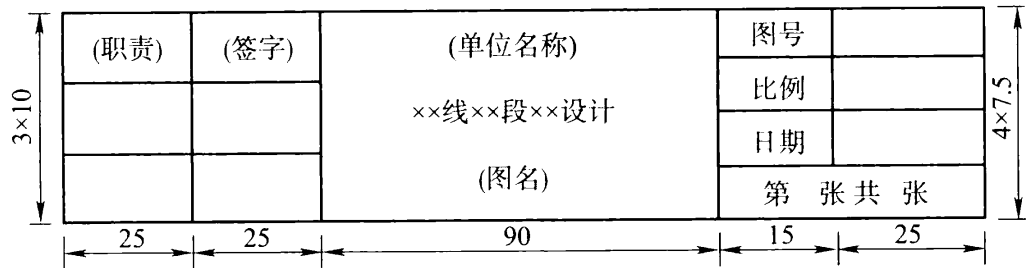 (职责) (签字) (单位名称) 图号
比例
××线××段××设计
日期
(图名)
第 张共 张
3×10
4×7.5
25 25 90 15 25